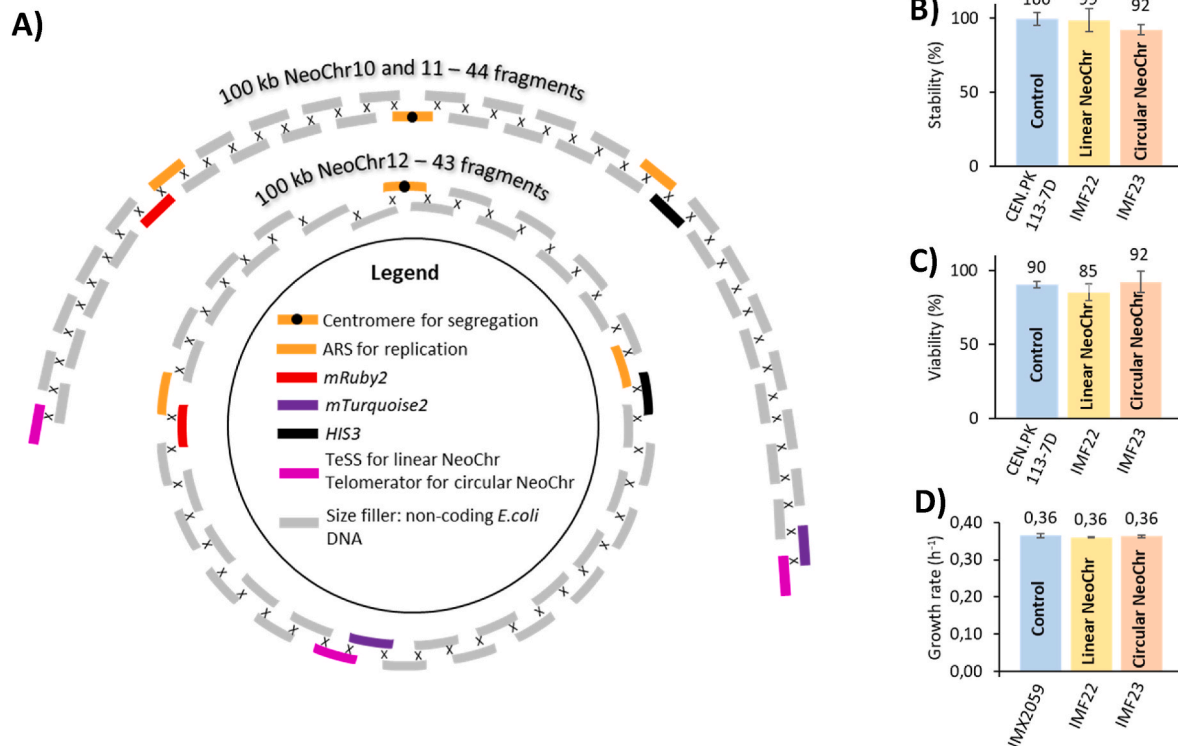 A)
100 kb NeoChr10 and 11 – 44 fragments
100 kb NeoChr12 – 43 fragments
Legend
Centromere for segregation
ARS for replication
mRuby2
mTurquoise2
HIS3
TeSS for linear NeoChr
Telomerator for circular NeoChr
Size filler: non-coding E.coli
DNA
B)
Stability (%)
100
50
0
100
99
92
Control
Linear NeoChr
Circular NeoChr
CEN.PK
113-7D
IMF22
IMF23
C)
Viability (%)
100
50
0
90
85
92
Control
Linear NeoChr
Circular NeoChr
CEN.PK
113-7D
IMF22
IMF23
D)
Growth rate (h⁻¹)
0,40
0,30
0,20
0,10
0,00
0,36
0,36
0,36
Control
Linear NeoChr
Circular NeoChr
IMX2059
IMF22
IMF23